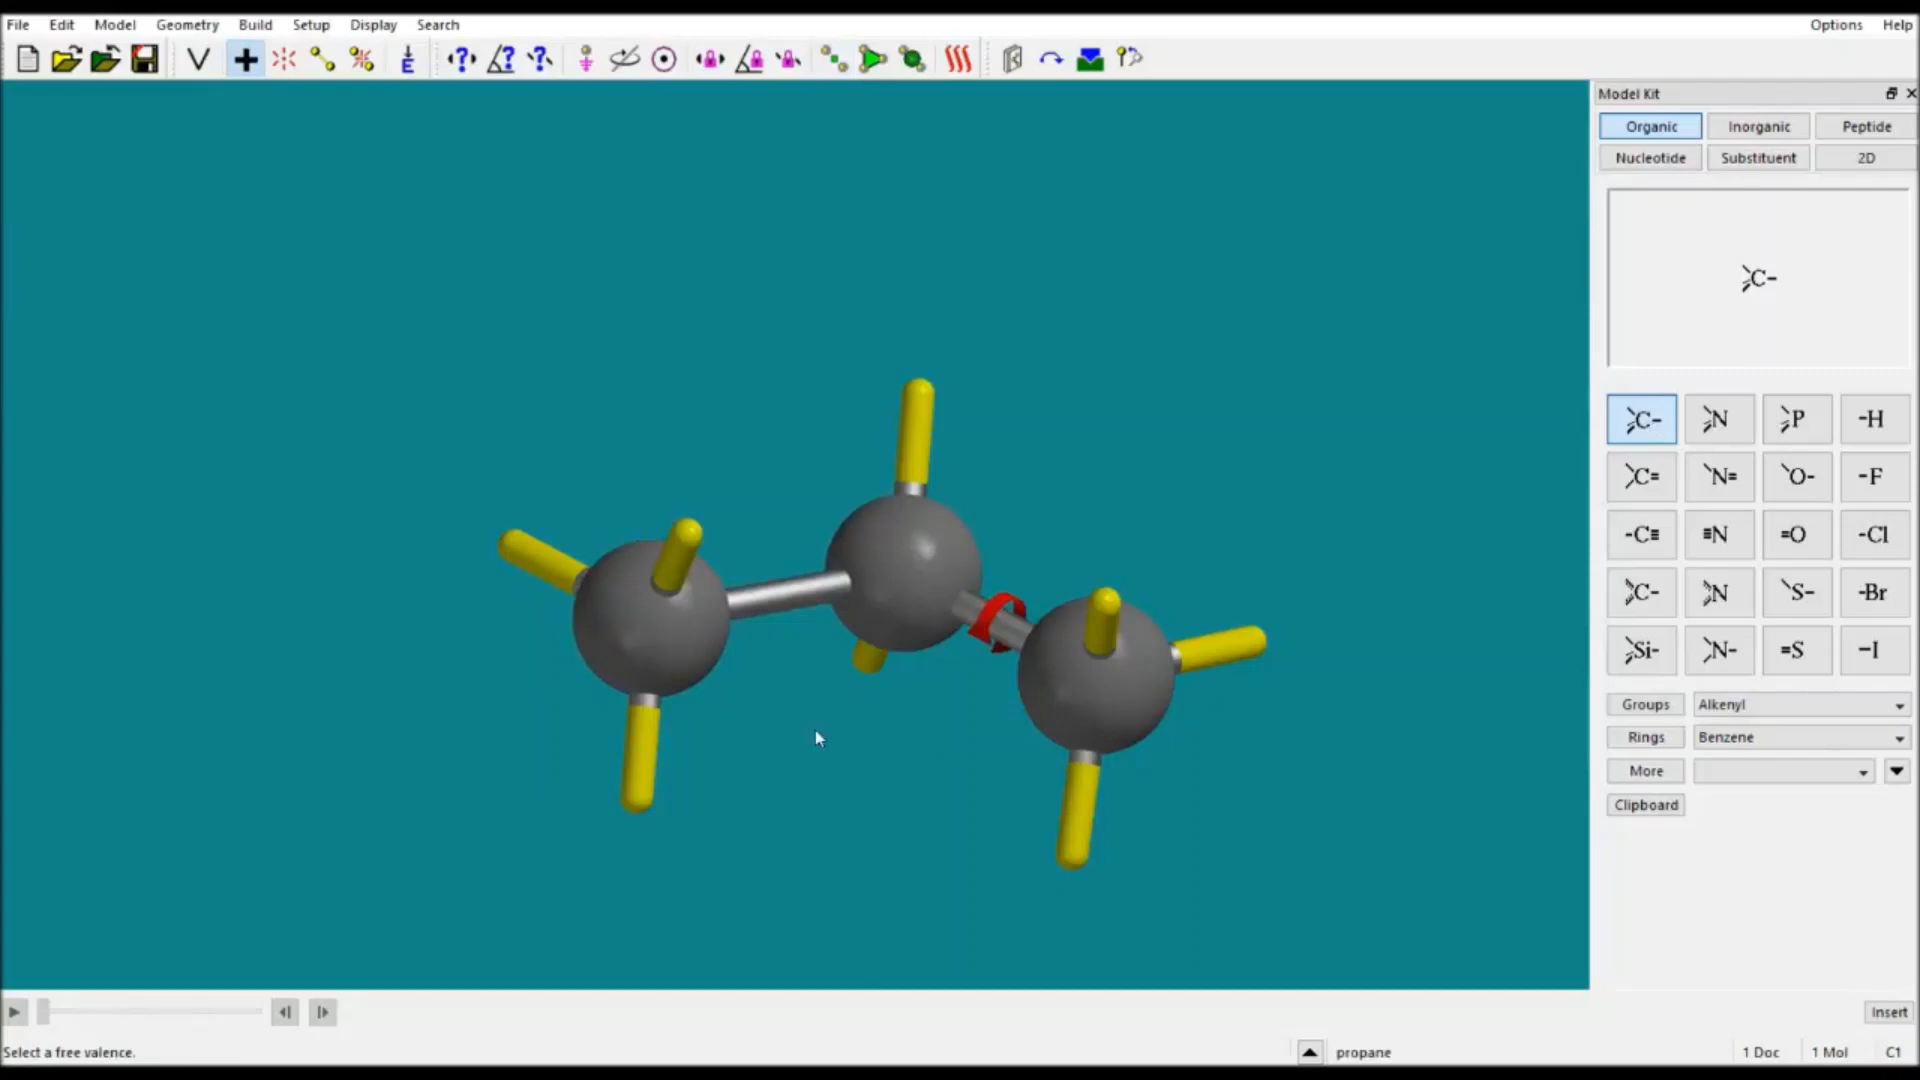 File Edit Model Geometry Build Setup Display Search Options Help
V + E ? ? ?
Model Kit
Organic Inorganic Peptide
Nucleotide Substituent 2D
C-
C- N P -H
C= N= O- -F
-C≡ ≡N =O -Cl
C- N S- -Br
Si- N- =S -I
Groups Alkenyl
Rings Benzene
More
Clipboard
Insert
Select a free valence. propane 1 Doc 1 Mol C1